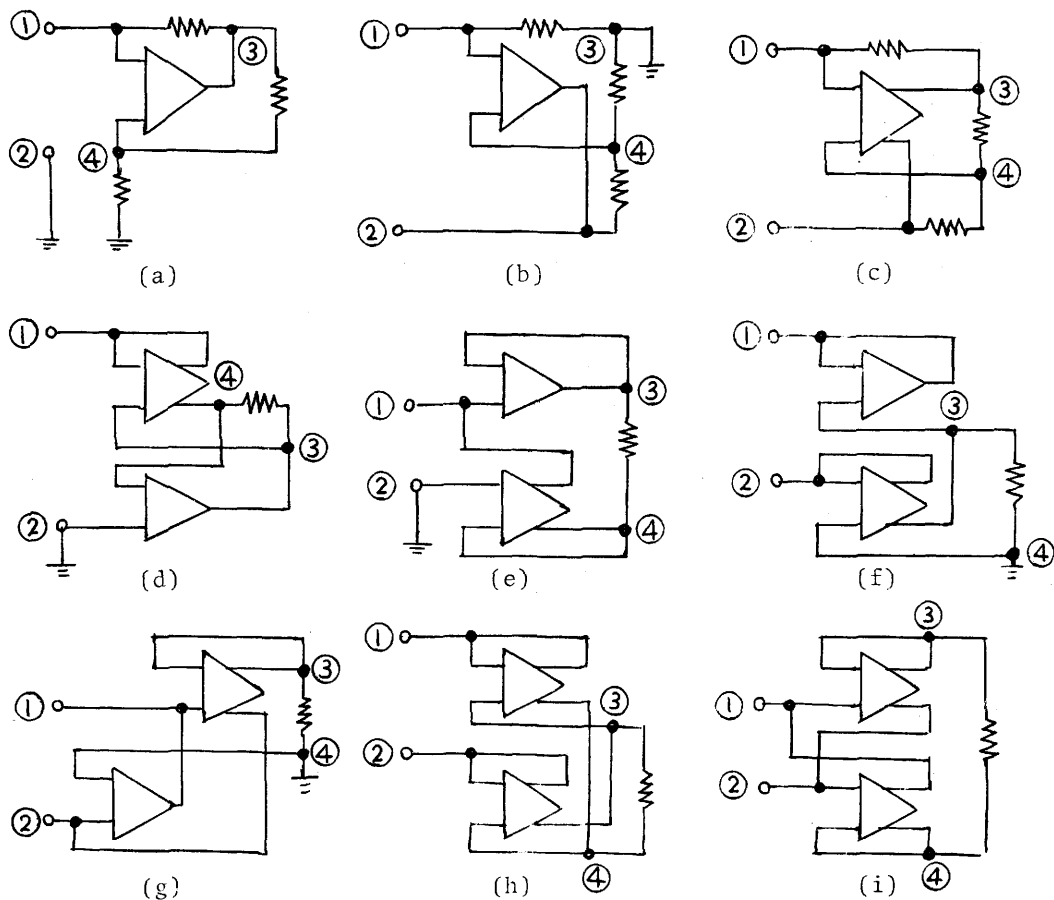 ① ③ ④ ②
(a)
① ③ ④ ②
(b)
① ③ ④ ②
(c)
① ④ ③ ②
(d)
① ③ ② ④
(e)
① ③ ② ④
(f)
③ ① ④ ②
(g)
① ③ ② ④
(h)
③ ① ② ④
(i)